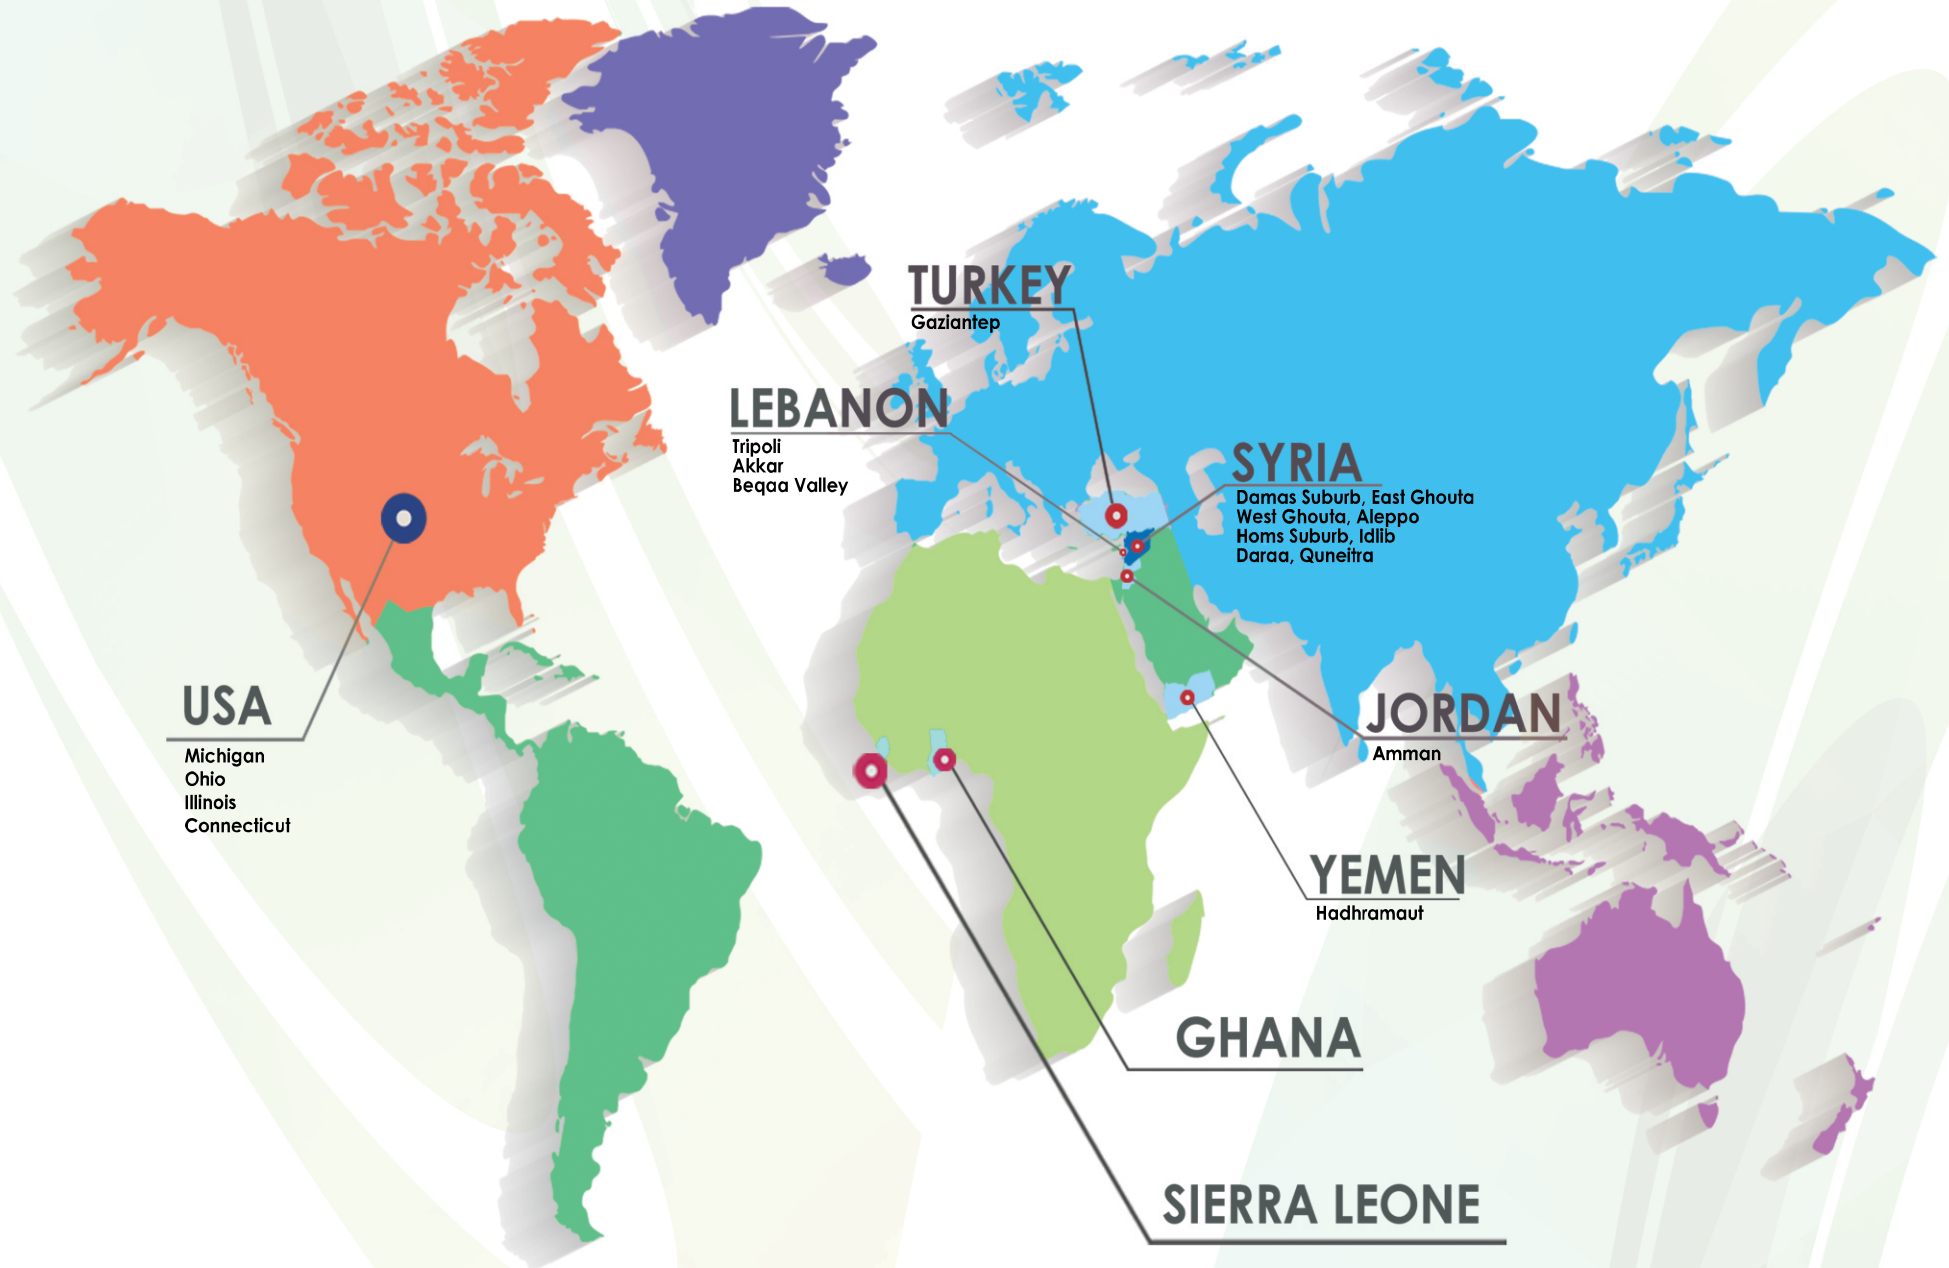 TURKEY
Gaziantep
LEBANON
Tripoli
Akkar
Beqaa Valley
SYRIA
Damas Suburb, East Ghouta
West Ghouta, Aleppo
Homs Suburb, Idlib
Daraa, Quneitra
USA
Michigan
Ohio
Illinois
Connecticut
JORDAN
Amman
YEMEN
Hadhramaut
GHANA
SIERRA LEONE